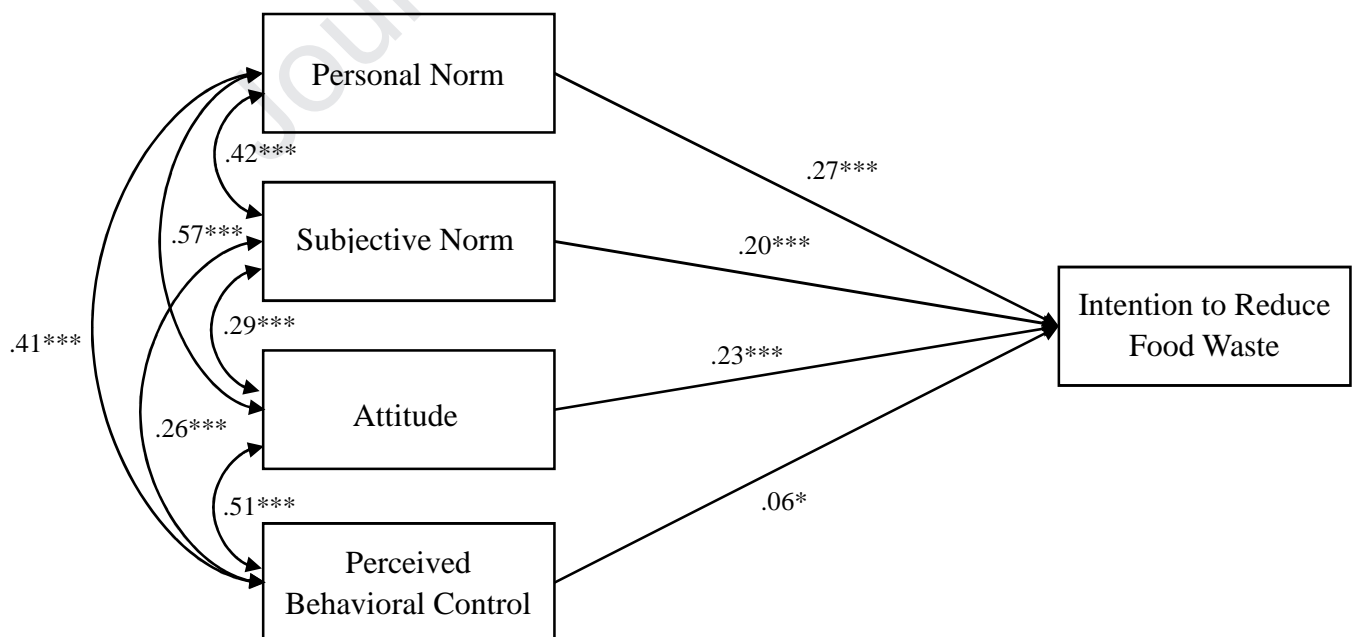 Jour
Personal Norm
.42***
.27***
.57***
Subjective Norm
.20***
.41***
.29***
Intention to Reduce
Food Waste
.23***
Attitude
.26***
.51***
.06*
Perceived
Behavioral Control